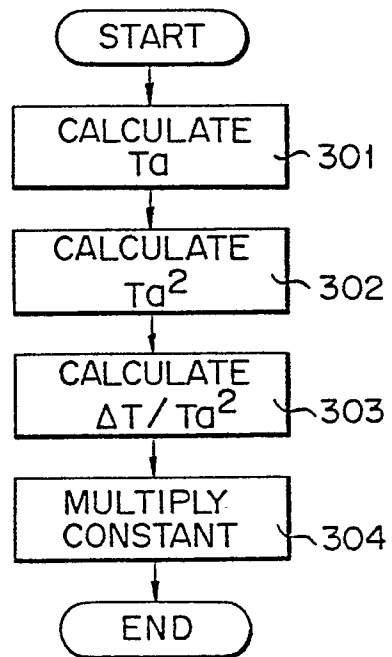 START
CALCULATE
Ta
301
CALCULATE
Ta²
302
CALCULATE
ΔT/Ta²
303
MULTIPLY
CONSTANT
304
END